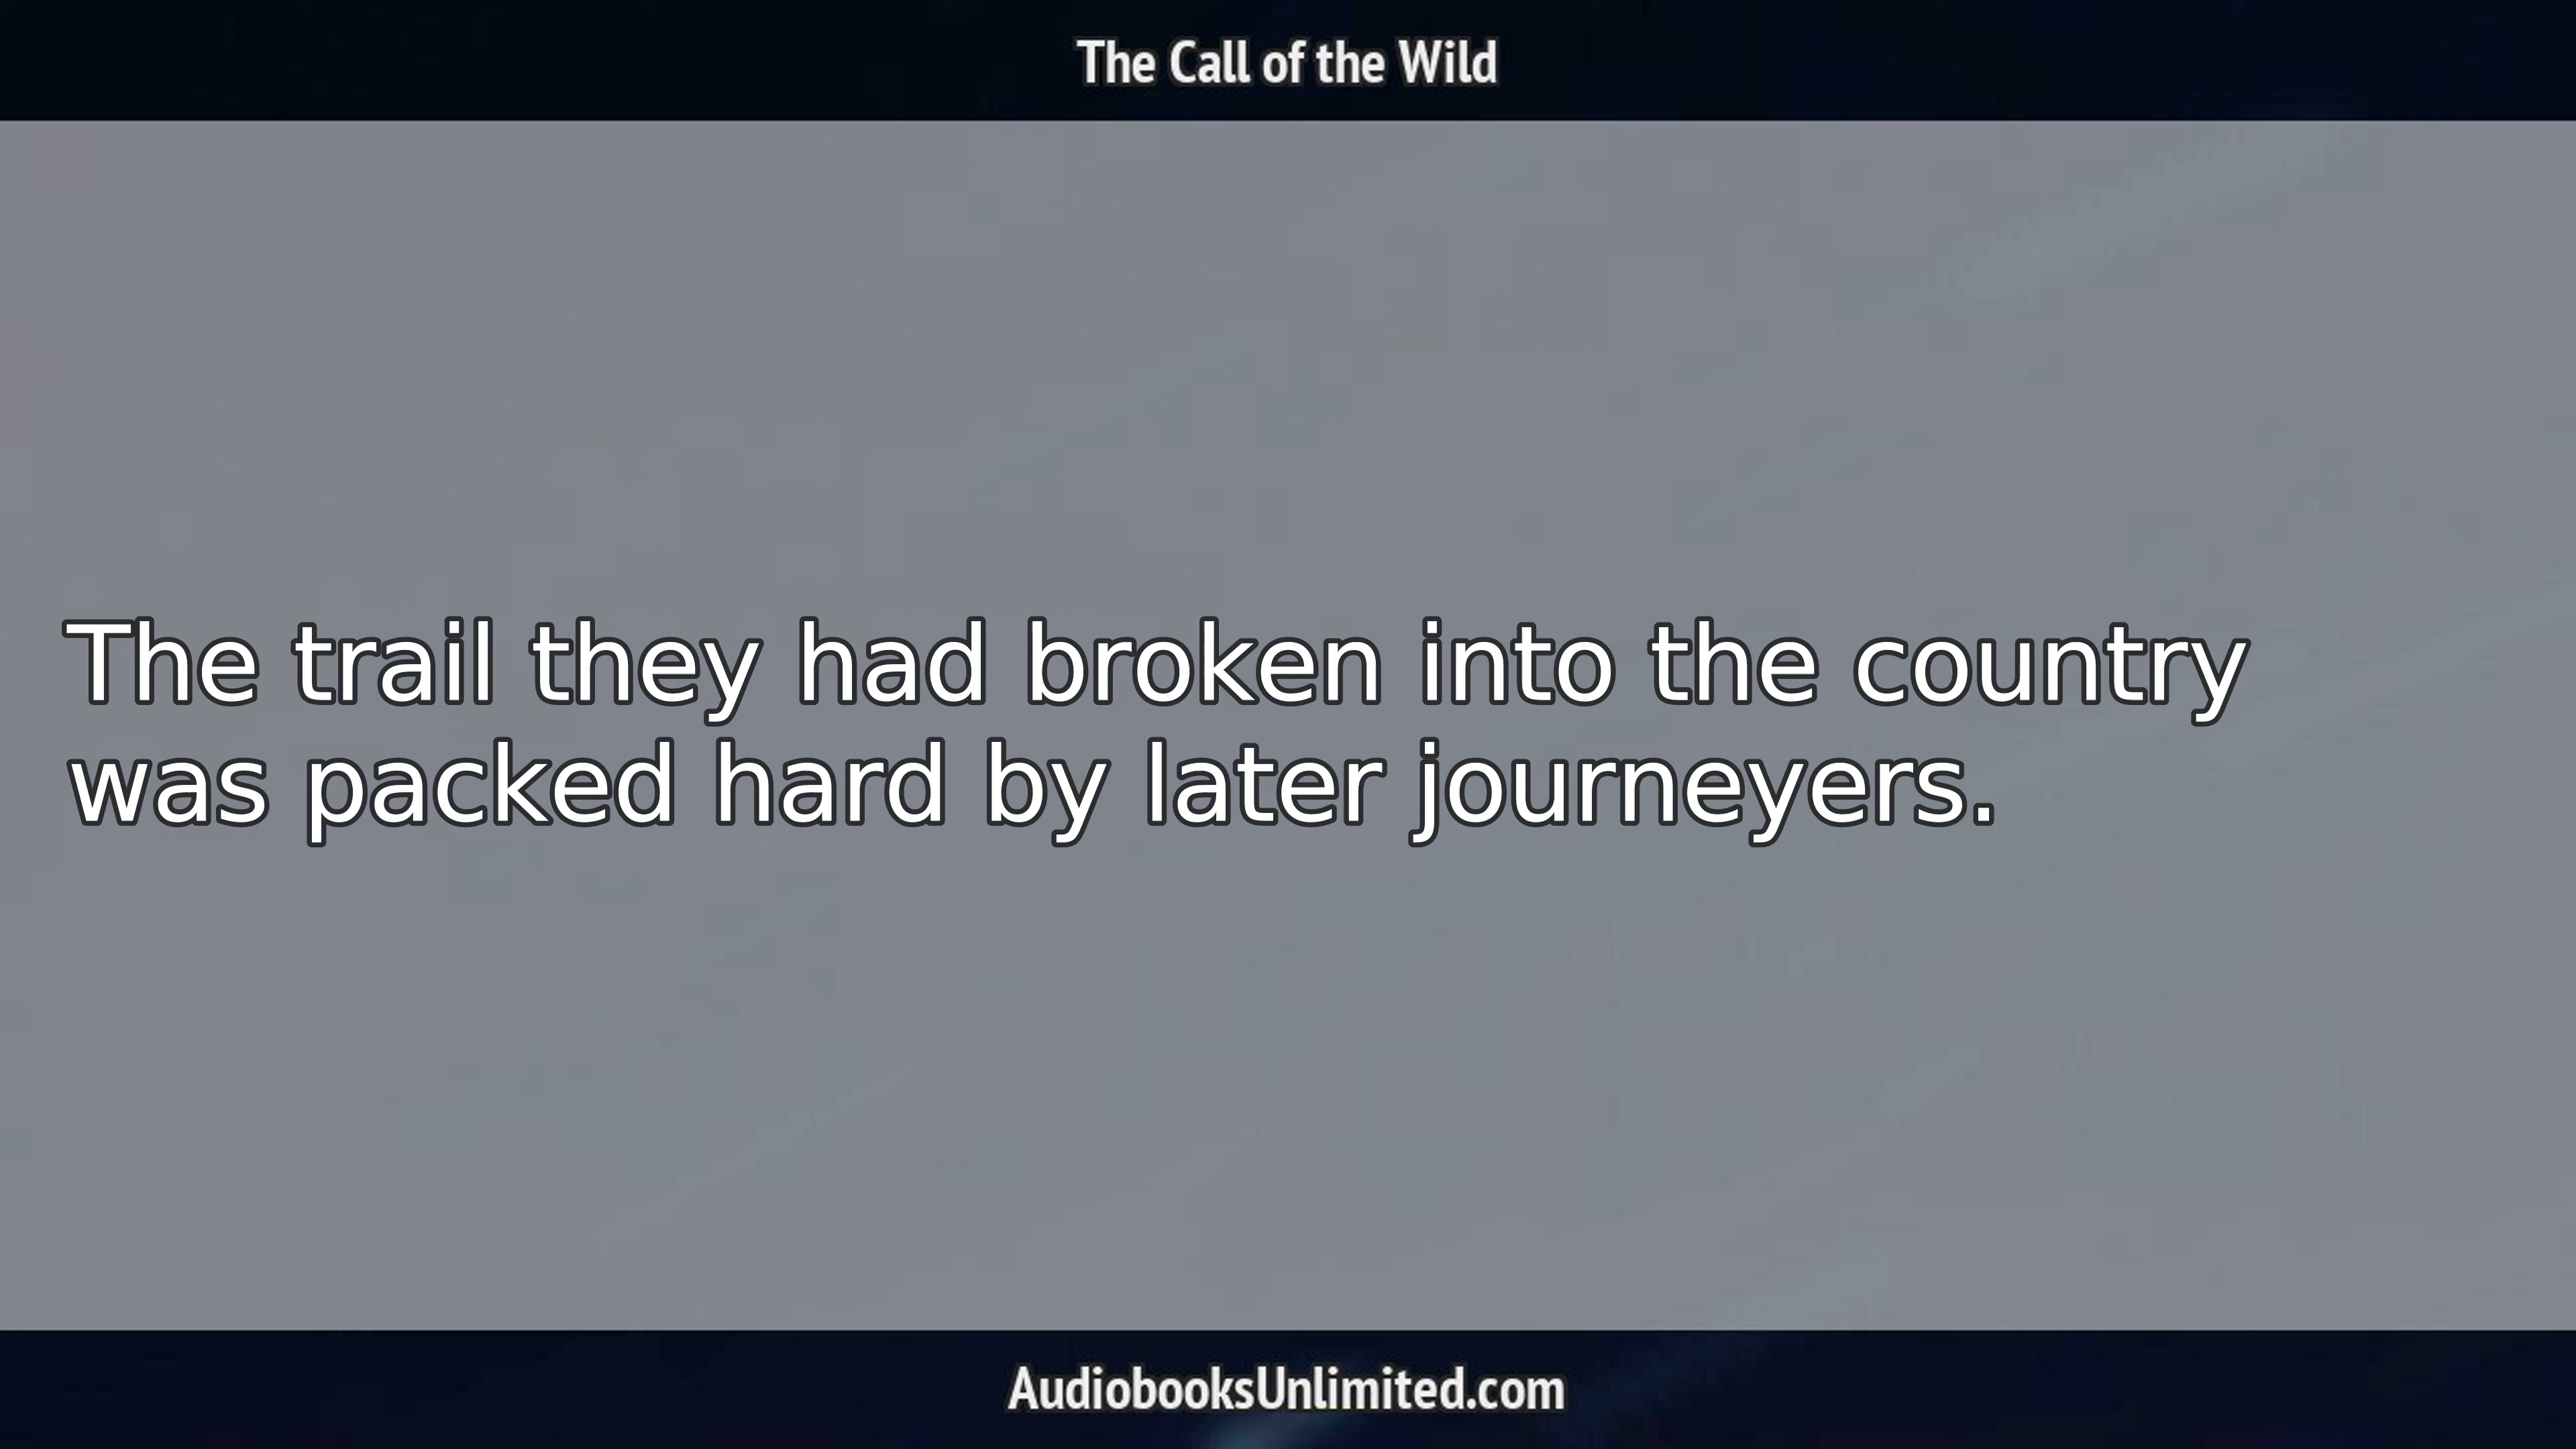 The Call of the Wild
The trail they had broken into the country
was packed hard by later journeyers.
AudiobooksUnlimited.com